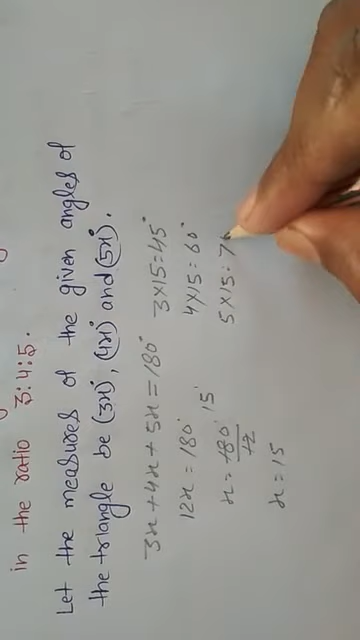 in the ratio 3:4:5.
Let the measures of the given angles of
the triangle be (3x)°, (4x)° and (5x)°.
3x+4x+5x=180°
12x=180°
x=180°/12 15
x=15
3×15=45°
4×15=60°
5×15=7